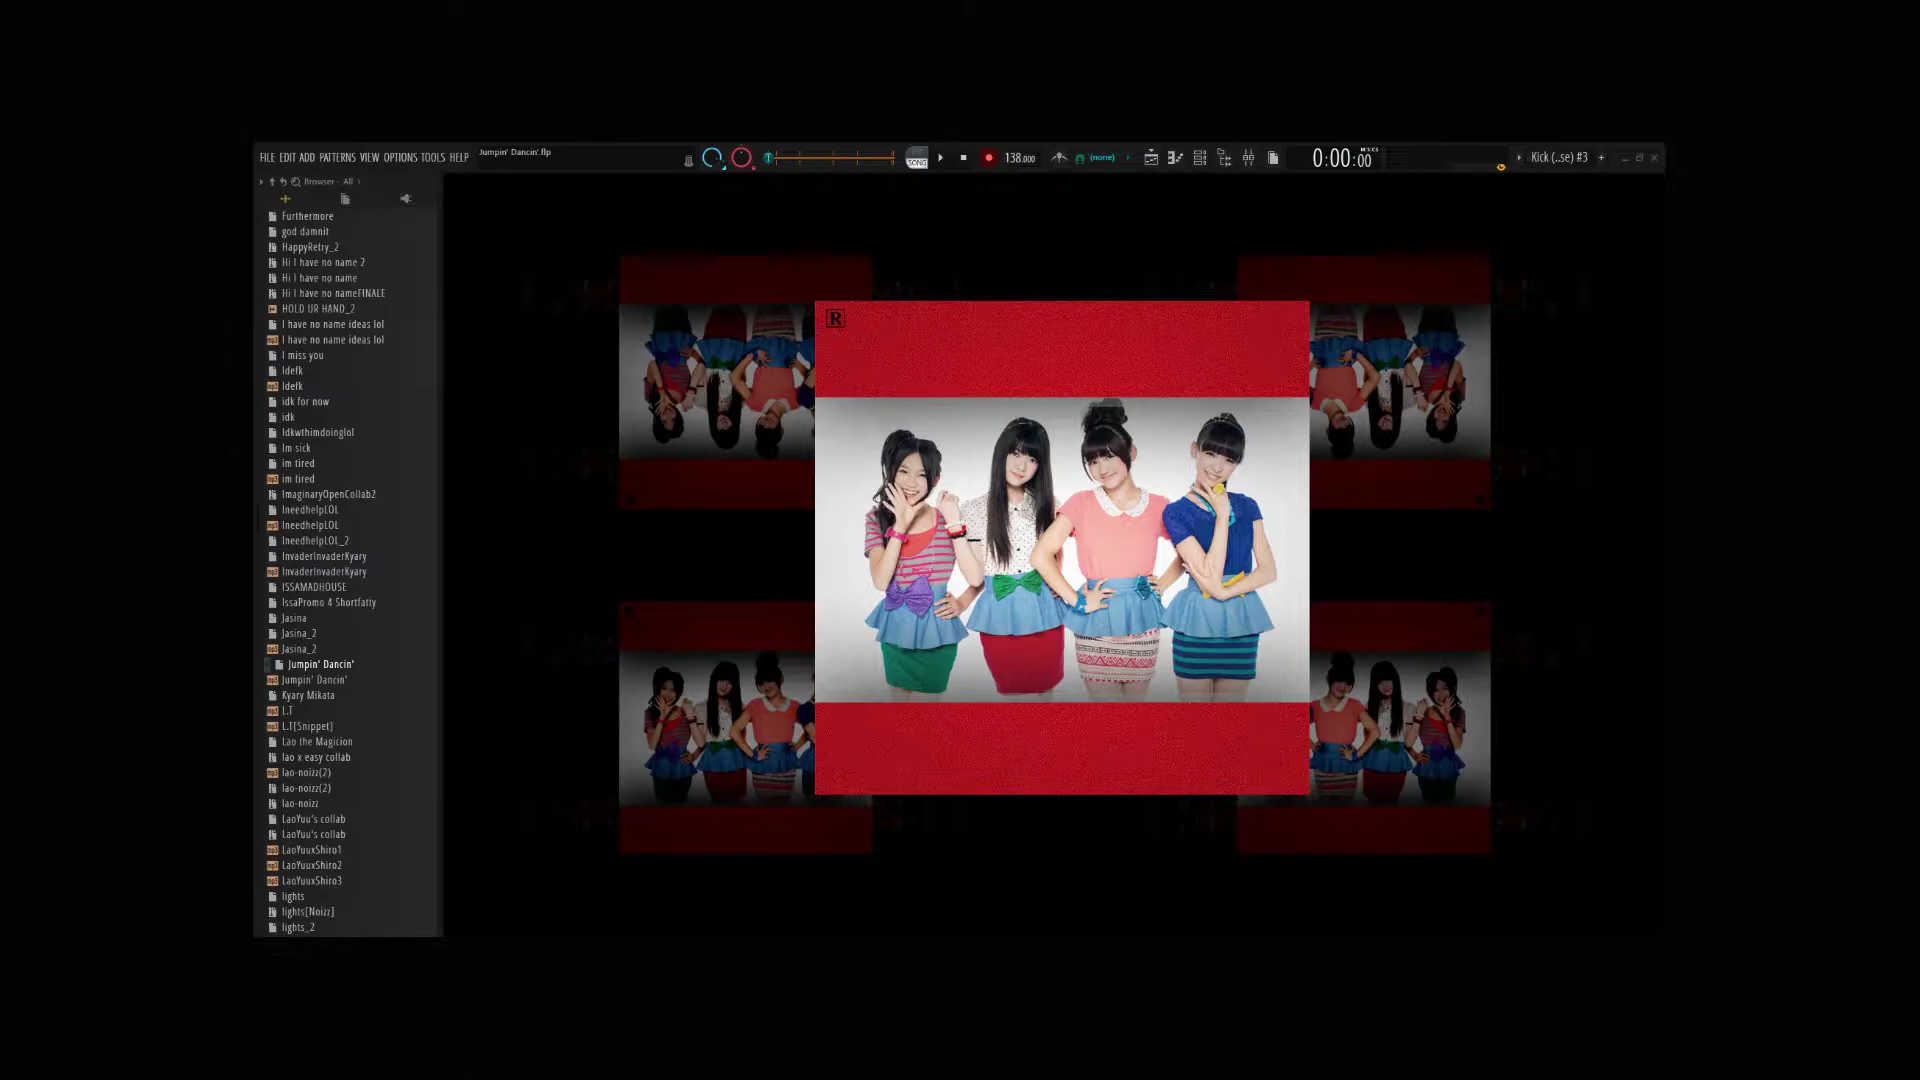 FILE EDIT ADD PATTERNS VIEW OPTIONS TOOLS HELP
Jumpin' Dancin'.flp
SONG
138.000
(none)
0:00:00
M:S:CS
Kick (..se) #3
Browser - All
Furthermore
god damnit
HappyRetry_2
Hi I have no name 2
Hi I have no name
Hi I have no nameFINALE
HOLD UR HAND_2
I have no name ideas lol
I have no name ideas lol
I miss you
Idefk
Idefk
idk for now
idk
Idkwthimdoinglol
Im sick
im tired
im tired
ImaginaryOpenCollab2
IneedhelpLOL
IneedhelpLOL
IneedhelpLOL_2
InvaderInvaderKyary
InvaderInvaderKyary
ISSAMADHOUSE
IssaPromo 4 Shortfatty
Jasina
Jasina_2
Jasina_2
Jumpin' Dancin'
Jumpin' Dancin'
Kyary Mikata
L.T
L.T[Snippet]
Lao the Magicion
lao x easy collab
lao-noizz(2)
lao-noizz(2)
lao-noizz
LaoYuu's collab
LaoYuu's collab
LaoYuuxShiro1
LaoYuuxShiro2
LaoYuuxShiro3
lights
lights[Noizz]
lights_2
R